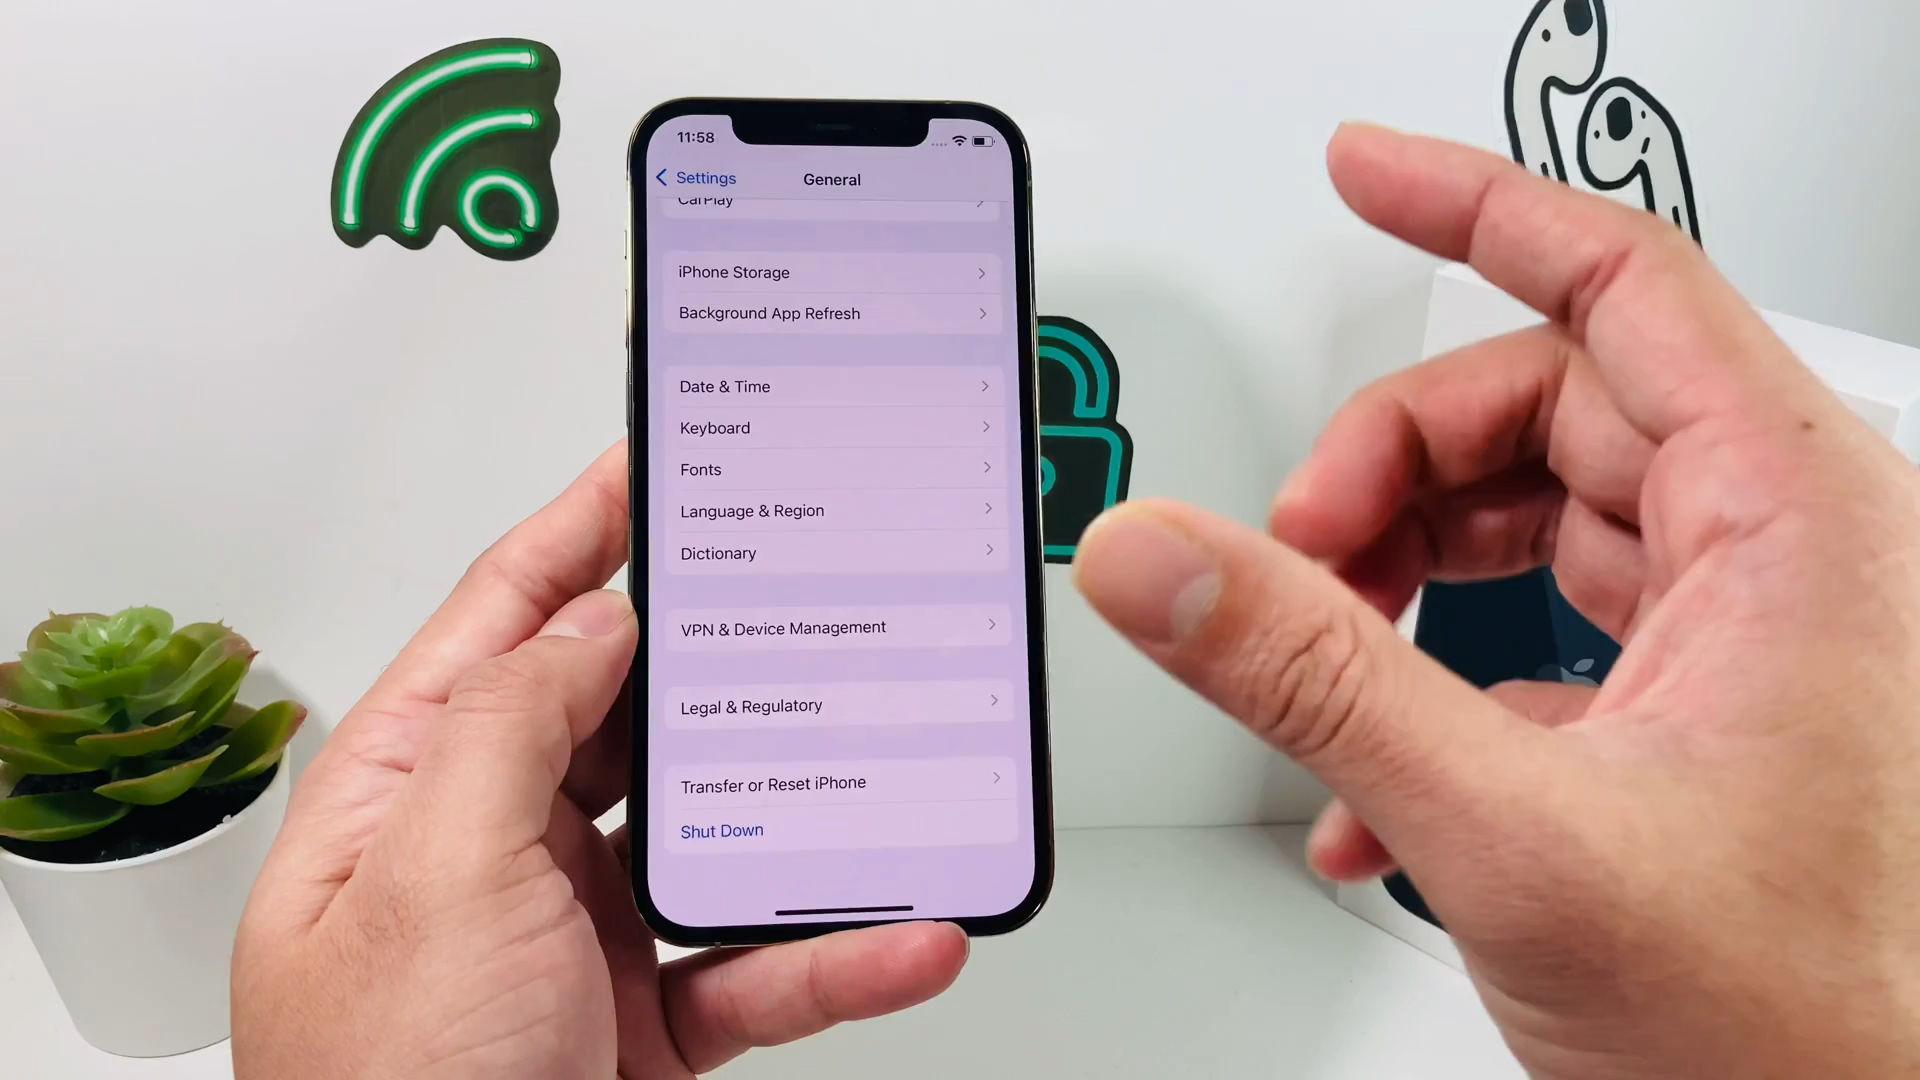 11:58
Settings
General
CarPlay
iPhone Storage
Background App Refresh
Date & Time
Keyboard
Fonts
Language & Region
Dictionary
VPN & Device Management
Legal & Regulatory
Transfer or Reset iPhone
Shut Down